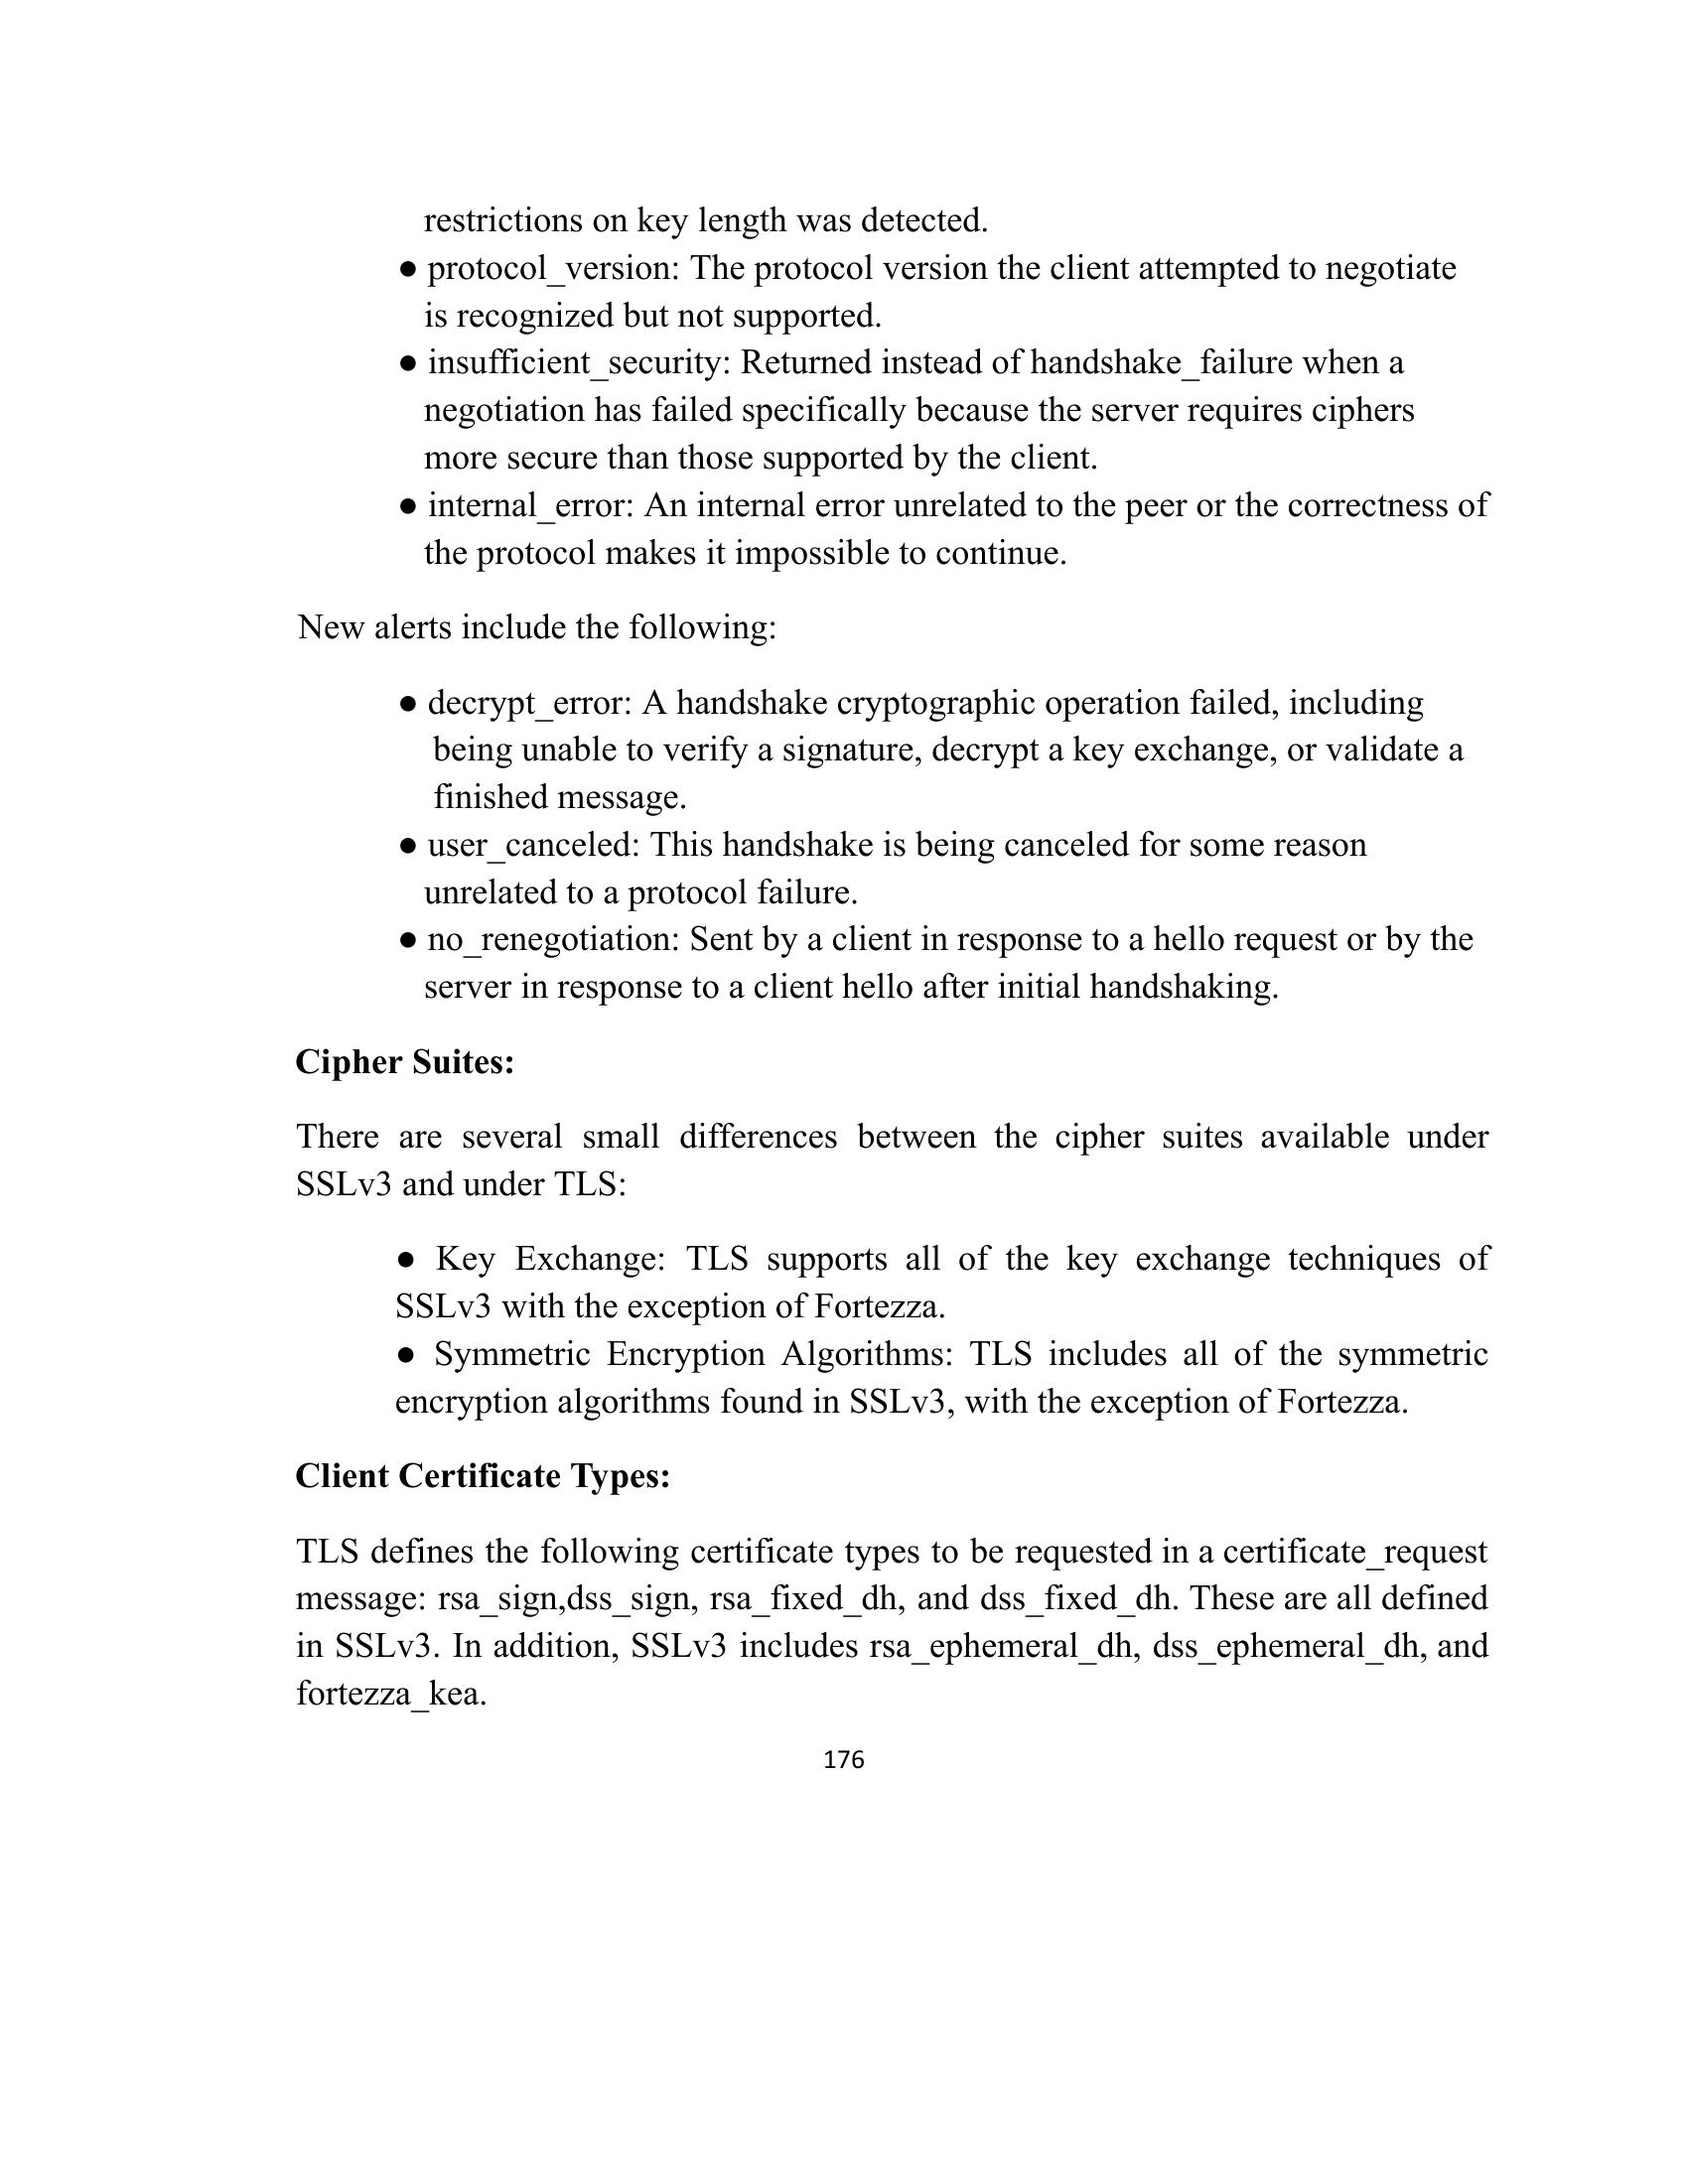 restrictions on key length was detected.
● protocol_version: The protocol version the client attempted to negotiate
is recognized but not supported.
● insufficient_security: Returned instead of handshake_failure when a
negotiation has failed specifically because the server requires ciphers
more secure than those supported by the client.
● internal_error: An internal error unrelated to the peer or the correctness of
the protocol makes it impossible to continue.
New alerts include the following:
● decrypt_error: A handshake cryptographic operation failed, including
being unable to verify a signature, decrypt a key exchange, or validate a
finished message.
● user_canceled: This handshake is being canceled for some reason
unrelated to a protocol failure.
● no_renegotiation: Sent by a client in response to a hello request or by the
server in response to a client hello after initial handshaking.
Cipher Suites:
There are several small differences between the cipher suites available under
SSLv3 and under TLS:
● Key Exchange: TLS supports all of the key exchange techniques of
SSLv3 with the exception of Fortezza.
● Symmetric Encryption Algorithms: TLS includes all of the symmetric
encryption algorithms found in SSLv3, with the exception of Fortezza.
Client Certificate Types:
TLS defines the following certificate types to be requested in a certificate_request
message: rsa_sign,dss_sign, rsa_fixed_dh, and dss_fixed_dh. These are all defined
in SSLv3. In addition, SSLv3 includes rsa_ephemeral_dh, dss_ephemeral_dh, and
fortezza_kea.
176